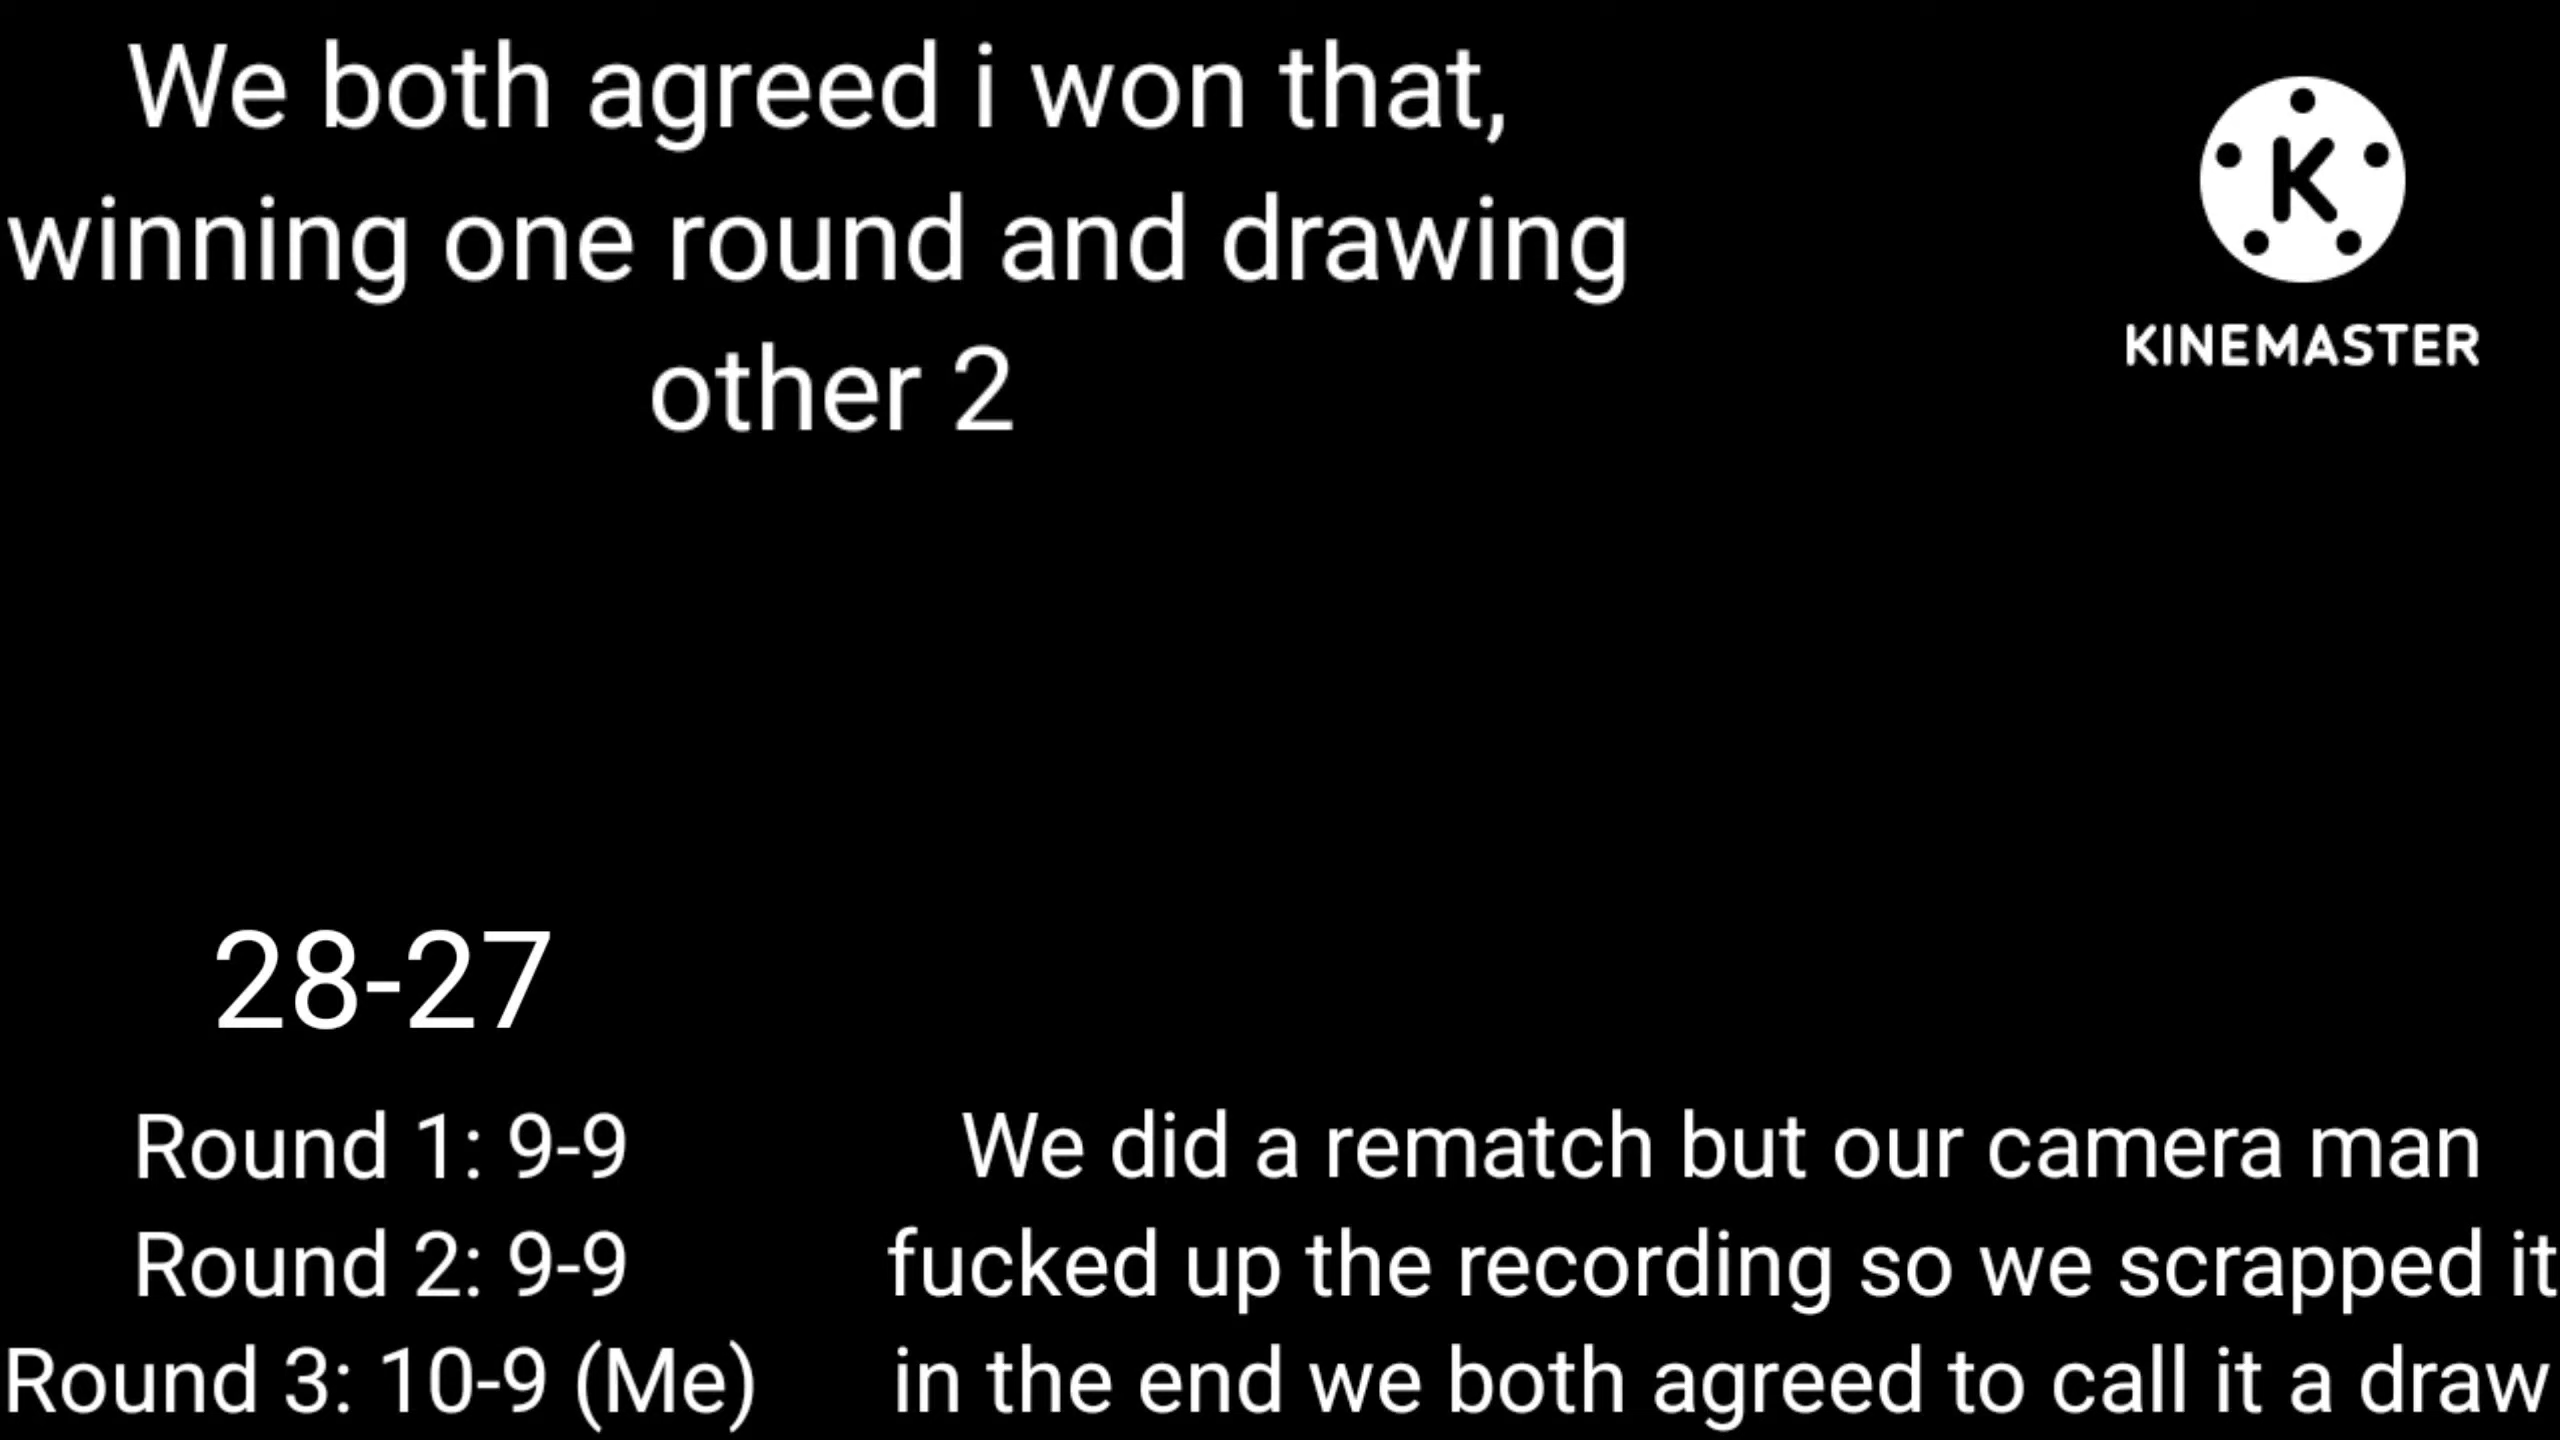 We both agreed i won that,
winning one round and drawing
other 2
K
KINEMASTER
28-27
Round 1: 9-9
Round 2: 9-9
Round 3: 10-9 (Me)
We did a rematch but our camera man
fucked up the recording so we scrapped it
in the end we both agreed to call it a draw